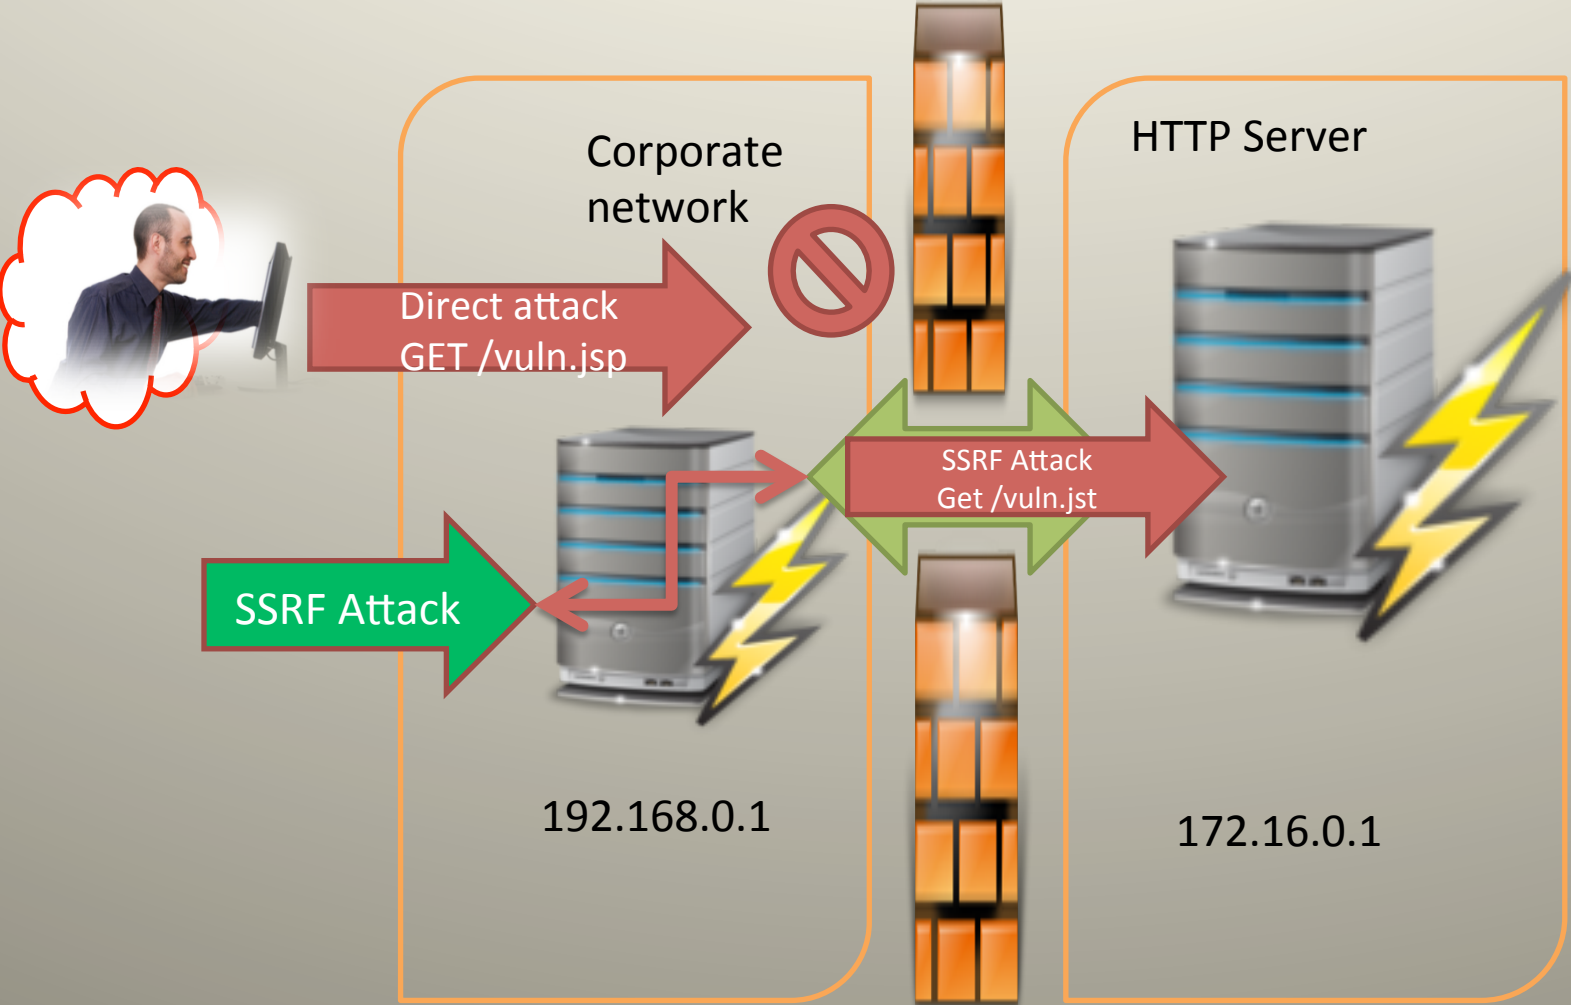 Corporate
network
HTTP Server
Direct attack
GET /vuln.jsp
SSRF Attack
Get /vuln.jst
SSRF Attack
192.168.0.1
172.16.0.1